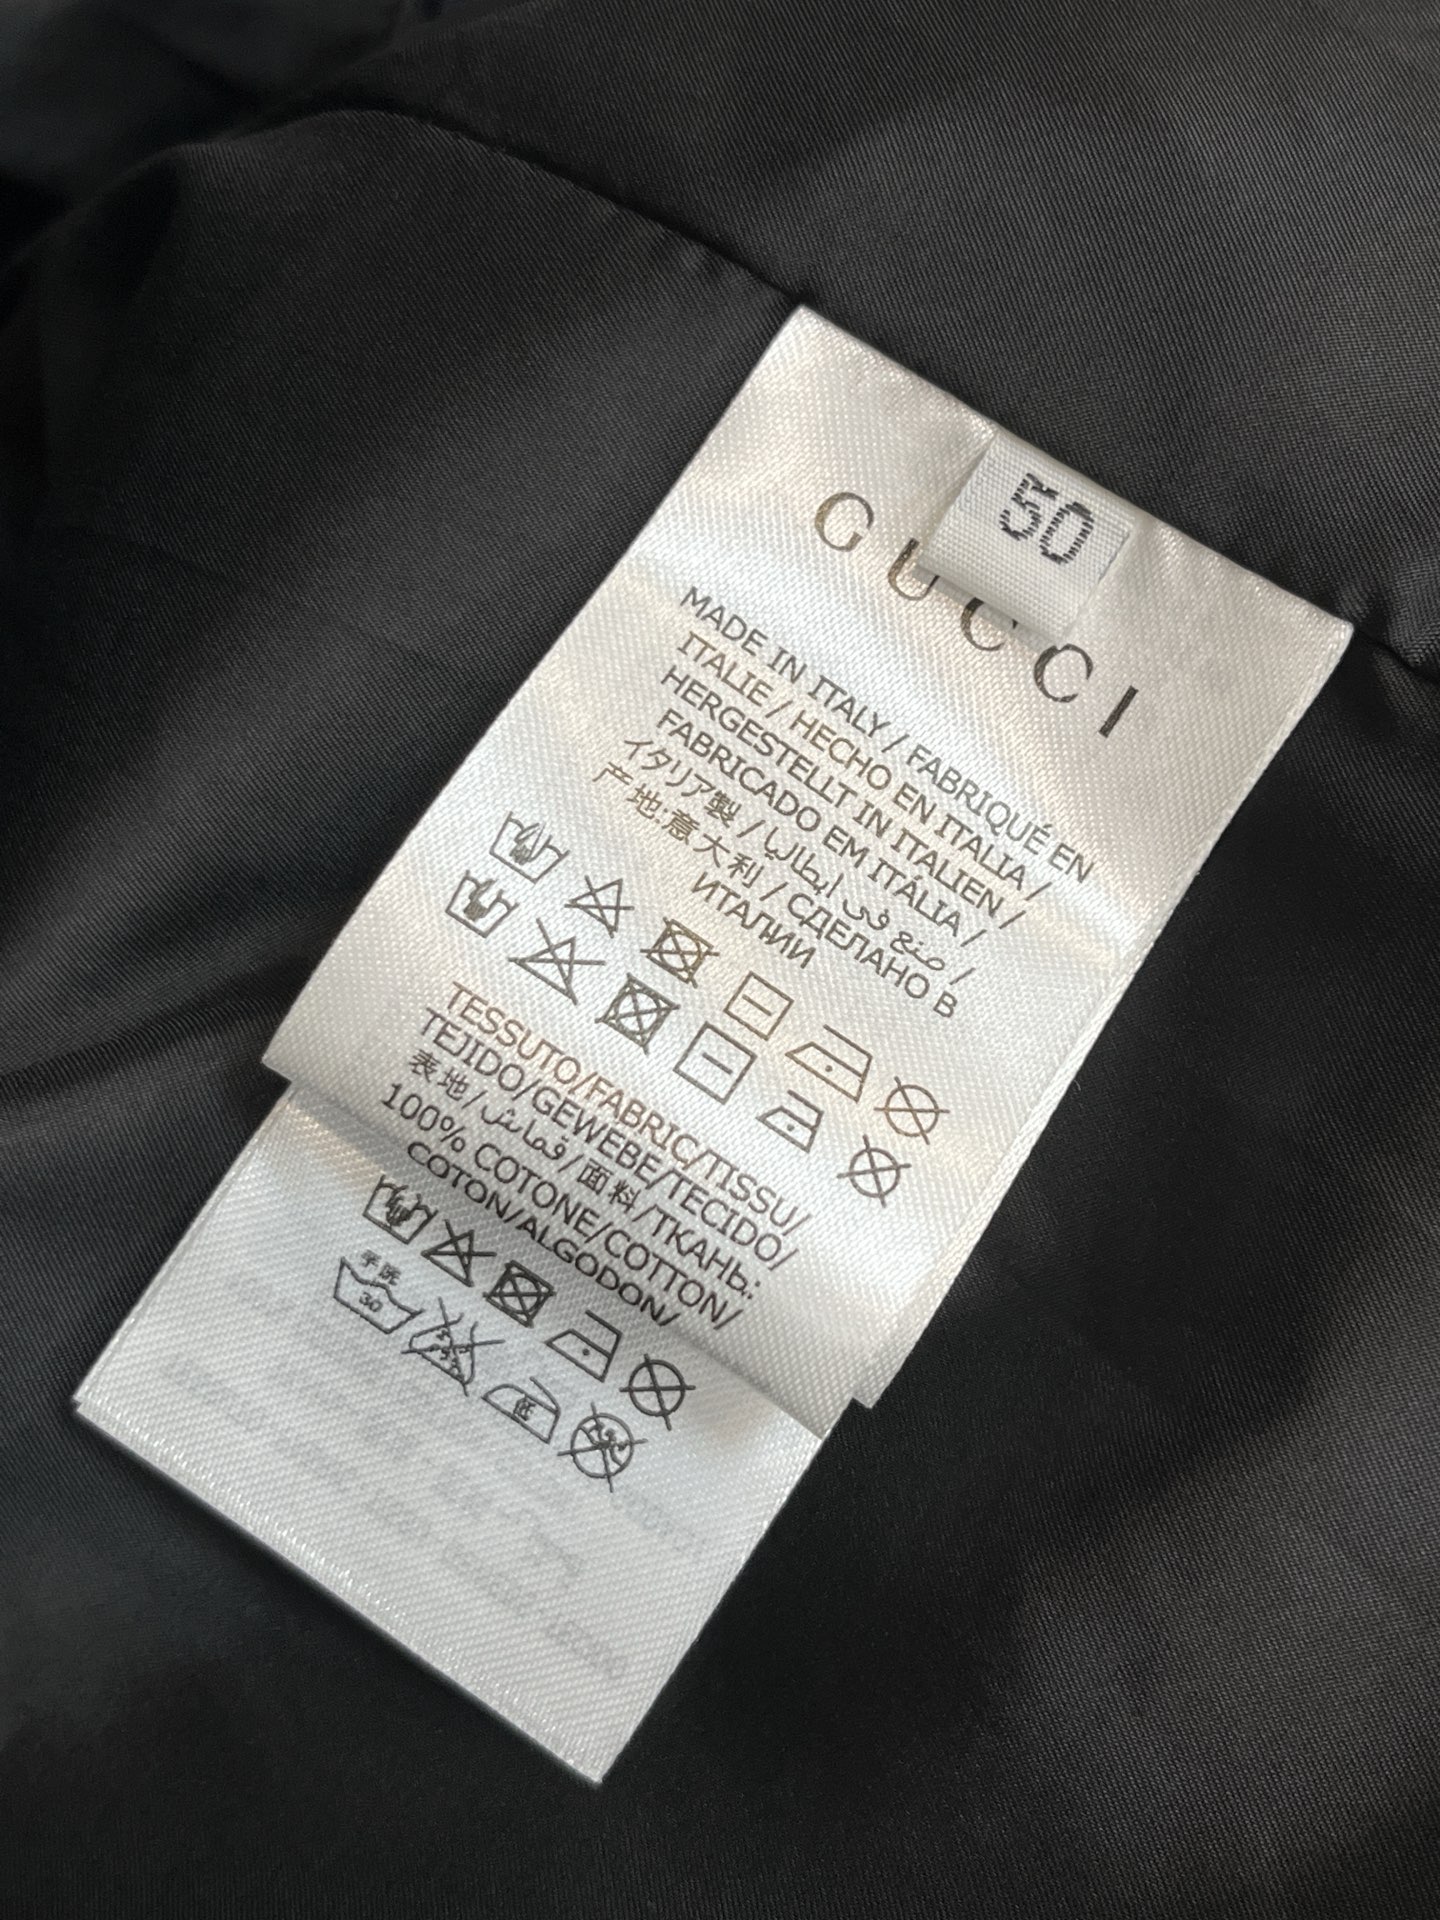 50
GUCCI
MADE IN ITALY / FABRIQUÉ EN
ITALIE / HECHO EN ITALIA /
HERGESTELLT IN ITALIEN /
FABRICADO EM ITÁLIA /
イタリア製 / صنع في ايطاليا /
产地:意大利 / СДЕЛАНО В
ИТАЛИИ
TESSUTO/FABRIC/TISSU/
TEJIDO/GEWEBE/TECIDO/
表地/قماش/面料/ТКАНЬ:
100% COTONE/COTTON/
COTON/ALGODON/
手洗
30
低